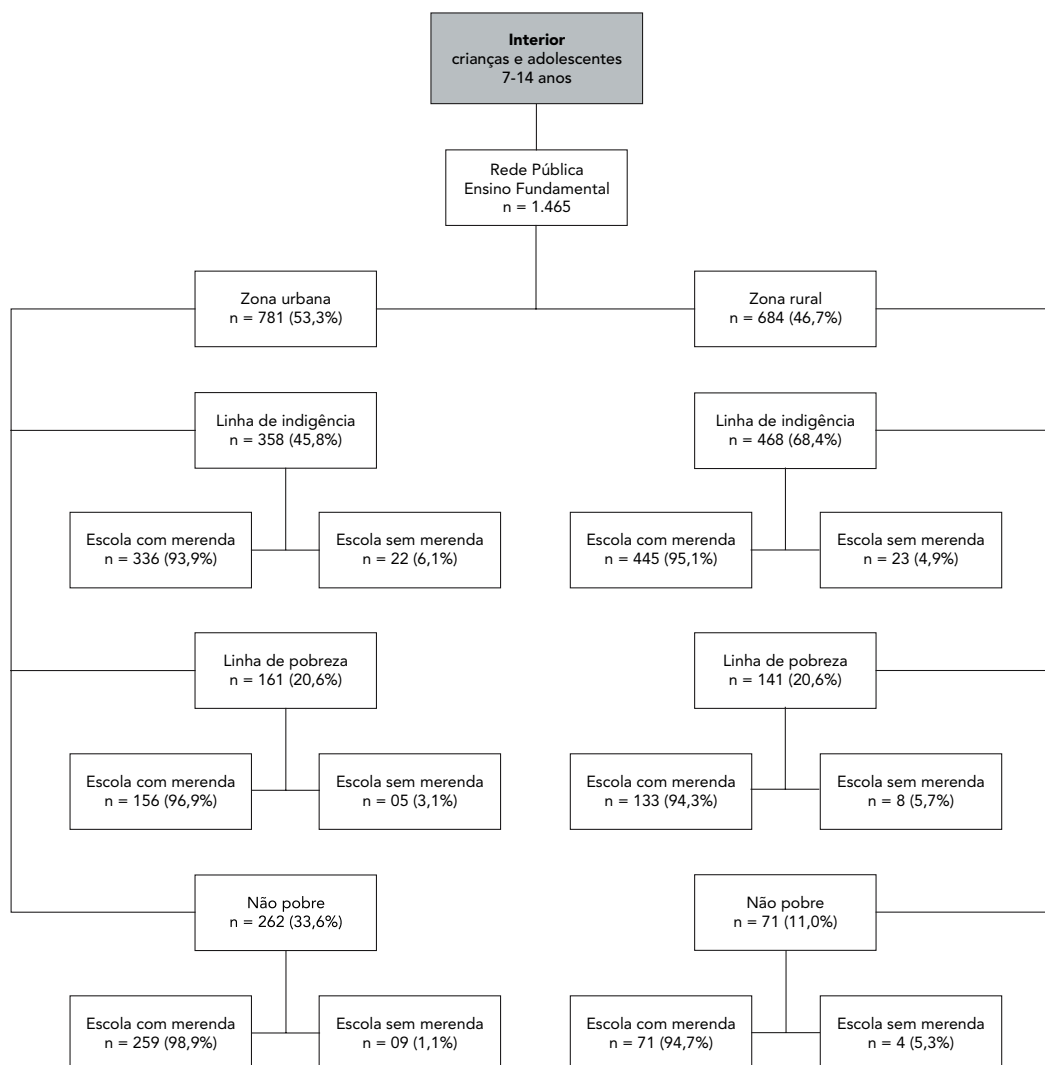 Interior
crianças e adolescentes
7-14 anos
Rede Pública
Ensino Fundamental
n = 1.465
Zona urbana
n = 781 (53,3%)
Zona rural
n = 684 (46,7%)
Linha de indigência
n = 358 (45,8%)
Linha de indigência
n = 468 (68,4%)
Escola com merenda
n = 336 (93,9%)
Escola sem merenda
n = 22 (6,1%)
Escola com merenda
n = 445 (95,1%)
Escola sem merenda
n = 23 (4,9%)
Linha de pobreza
n = 161 (20,6%)
Linha de pobreza
n = 141 (20,6%)
Escola com merenda
n = 156 (96,9%)
Escola sem merenda
n = 05 (3,1%)
Escola com merenda
n = 133 (94,3%)
Escola sem merenda
n = 8 (5,7%)
Não pobre
n = 262 (33,6%)
Não pobre
n = 71 (11,0%)
Escola com merenda
n = 259 (98,9%)
Escola sem merenda
n = 09 (1,1%)
Escola com merenda
n = 71 (94,7%)
Escola sem merenda
n = 4 (5,3%)